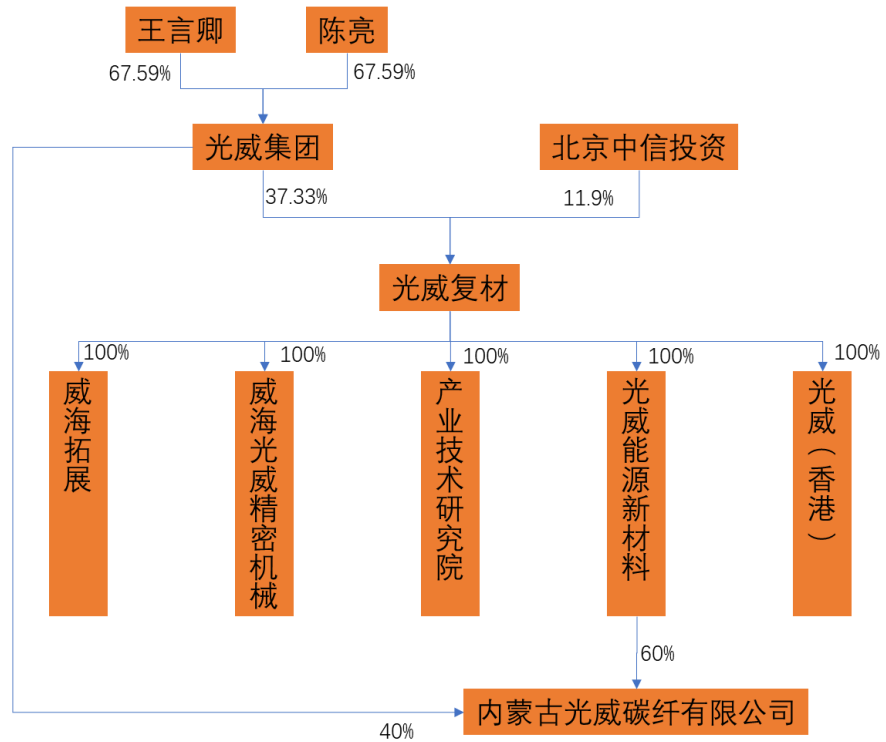 王言卿
陈亮
67.59%
67.59%
光威集团
北京中信投资
37.33%
11.9%
光威复材
100%
100%
100%
100%
100%
威海拓展
威海光威精密机械
产业技术研究院
光威能源新材料
光威（香港）
60%
内蒙古光威碳纤有限公司
40%